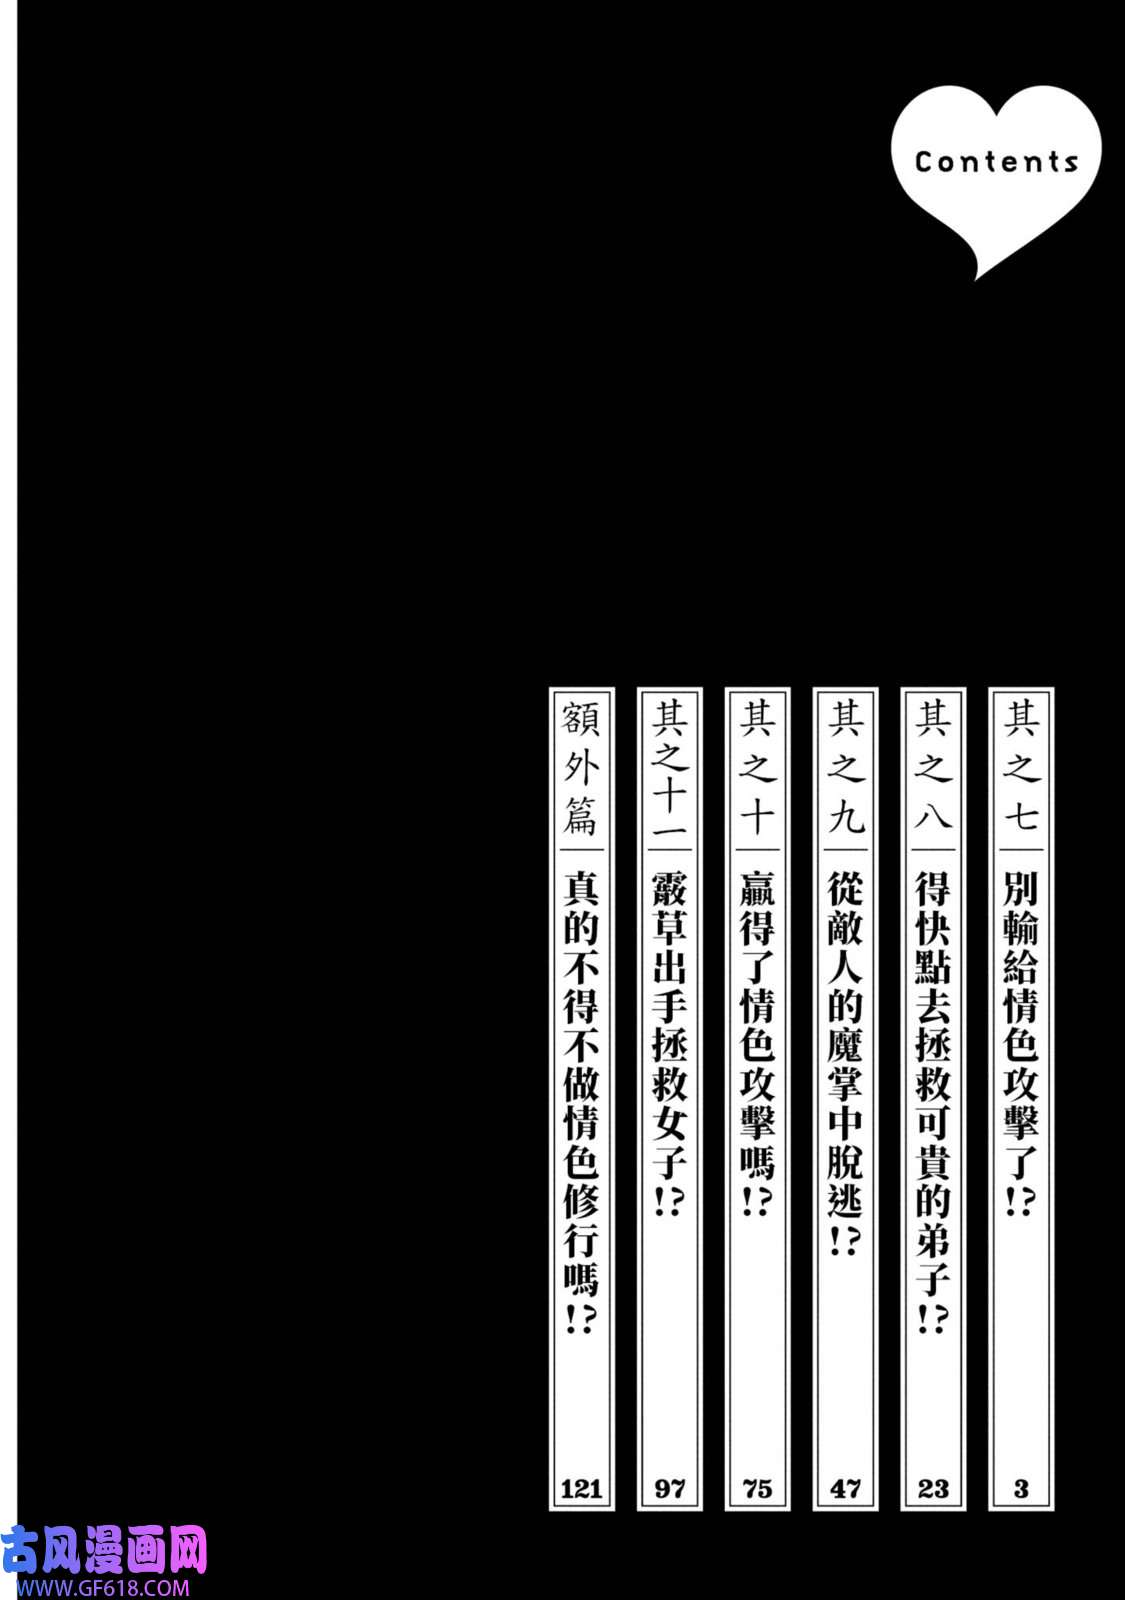 Contents
其之七 別輸給情色攻擊了!? 3
其之八 得快點去拯救可貴的弟子!? 23
其之九 從敵人的魔掌中脫逃!? 47
其之十 贏得了情色攻擊嗎!? 75
其之十一 霰草出手拯救女子!? 97
額外篇 真的不得不做情色修行嗎!? 121
古风漫画网
WWW.GF618.COM